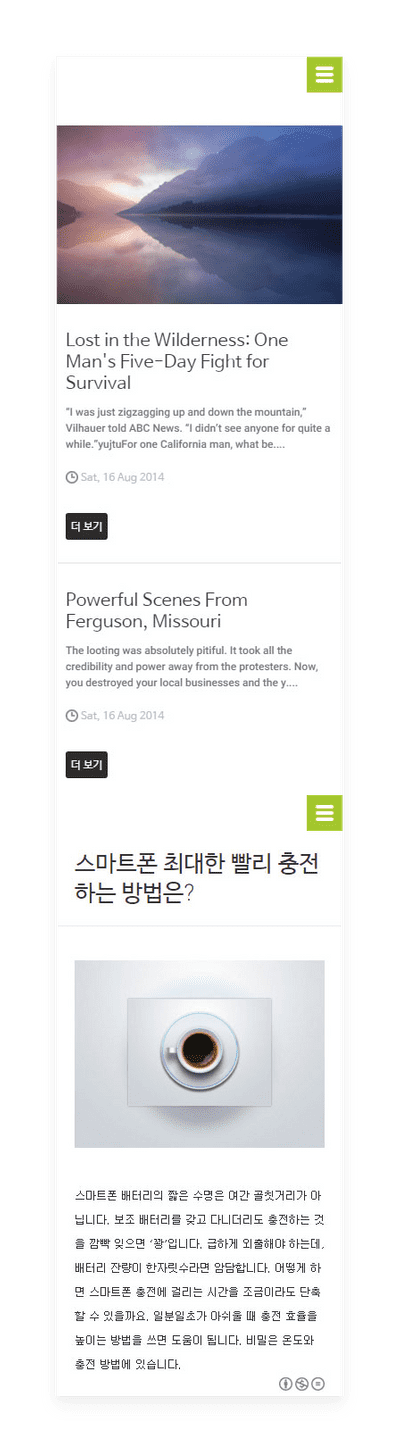 Lost in the Wilderness: One
Man's Five-Day Fight for
Survival
“I was just zigzagging up and down the mountain,”
Vilhauer told ABC News. “I didn’t see anyone for quite a
while.”yujtuFor one California man, what be....
Sat, 16 Aug 2014
더 보기
Powerful Scenes From
Ferguson, Missouri
The looting was absolutely pitiful. It took all the
credibility and power away from the protesters. Now,
you destroyed your local businesses and the y....
Sat, 16 Aug 2014
더 보기
스마트폰 최대한 빨리 충전
하는 방법은?
스마트폰 배터리의 짧은 수명은 여간 골칫거리가 아
닙니다. 보조 배터리를 갖고 다니더라도 충전하는 것
을 깜빡 잊으면 ‘꽝’입니다. 급하게 외출해야 하는데,
배터리 잔량이 한자릿수라면 암담합니다. 어떻게 하
면 스마트폰 충전에 걸리는 시간을 조금이라도 단축
할 수 있을까요. 일분일초가 아쉬울 때 충전 효율을
높이는 방법을 쓰면 도움이 됩니다. 비밀은 온도와
충전 방법에 있습니다.